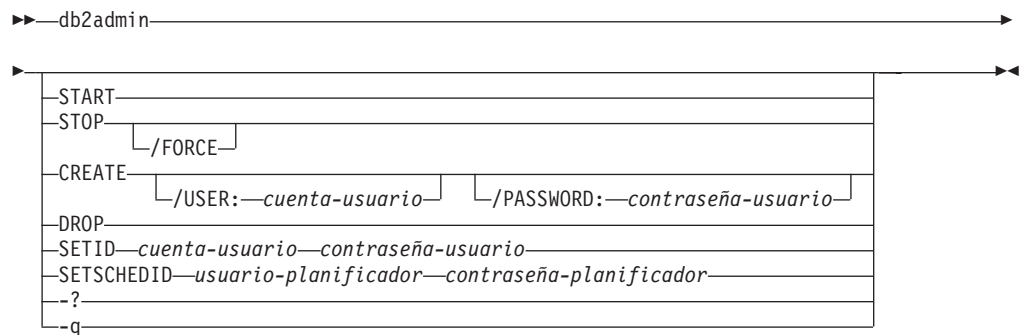 db2admin
START
STOP
/FORCE
CREATE
/USER: cuenta-usuario /PASSWORD: contraseña-usuario
DROP
SETID cuenta-usuario contraseña-usuario
SETSCHEDID usuario-planificador contraseña-planificador
-?
-q